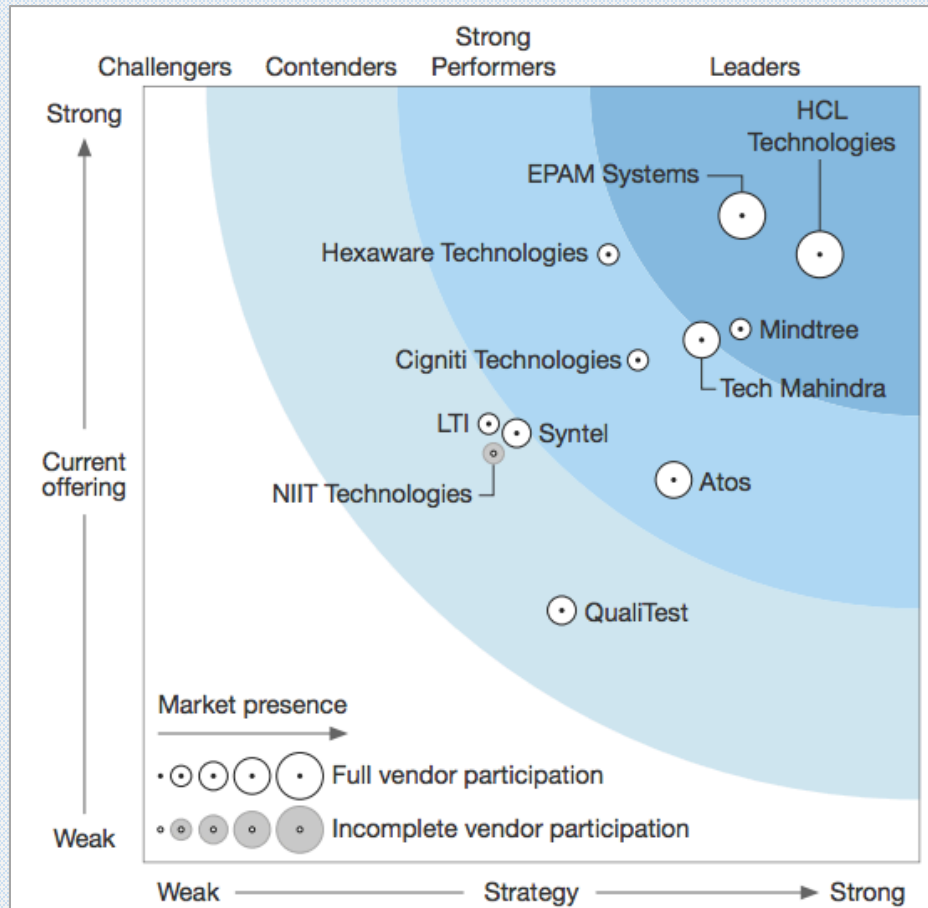 Strong
Challengers Contenders Performers Leaders
Strong
HCL
Technologies
EPAM Systems
Hexaware Technologies
Mindtree
Cigniti Technologies
Tech Mahindra
LTI
Syntel
Current
offering
NIIT Technologies
Atos
QualiTest
Market presence
Full vendor participation
Incomplete vendor participation
Weak
Weak Strategy Strong